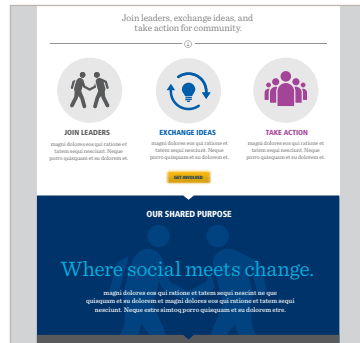 Join leaders, exchange ideas, and
take action for community.
JOIN LEADERS
magni dolores eos qui ratione et
tatem sequi nesciunt. Neque
porro quisquam et su dolorem et.
EXCHANGE IDEAS
magni dolores eos qui ratione et
tatem sequi nesciunt. Neque
porro quisquam et su dolorem et.
TAKE ACTION
magni dolores eos qui ratione et
tatem sequi nesciunt. Neque
porro quisquam et su dolorem et.
GET INVOLVED
OUR SHARED PURPOSE
Where social meets change.
magni dolores eos qui ratione et tatem sequi nescint ne que
quisquam et su dolorem et magni dolores eos qui ratione et tatem sequi
nesciunt. Neque estre simtoq porro quisquam et su dolorem etre.